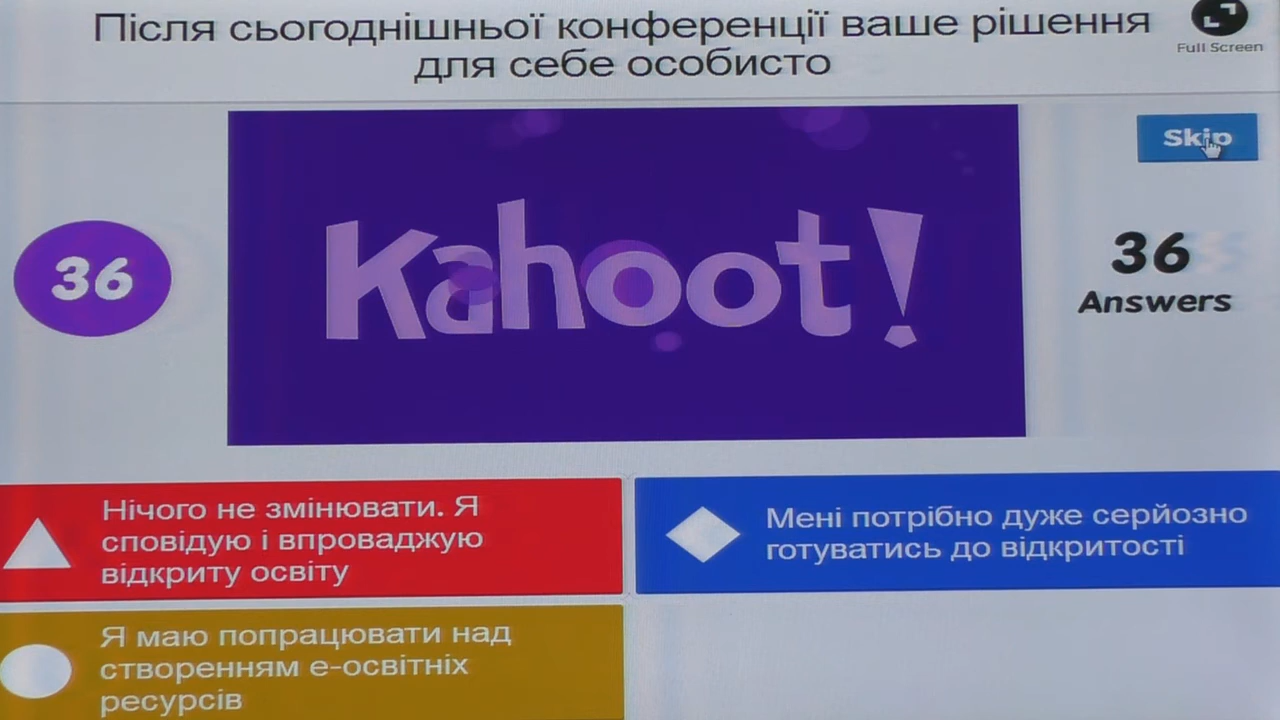 Після сьогоднішньої конференції ваше рішення
для себе особисто
Full Screen
Skip
36
Kahoot!
36
Answers
Нічого не змінювати. Я
сповідую і впроваджую
відкриту освіту
Мені потрібно дуже серйозно
готуватись до відкритості
Я маю попрацювати над
створенням е-освітніх
ресурсів